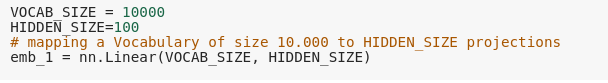 VOCAB_SIZE = 10000
HIDDEN_SIZE=100
# mapping a Vocabulary of size 10.000 to HIDDEN_SIZE projections
emb_1 = nn.Linear(VOCAB_SIZE, HIDDEN_SIZE)